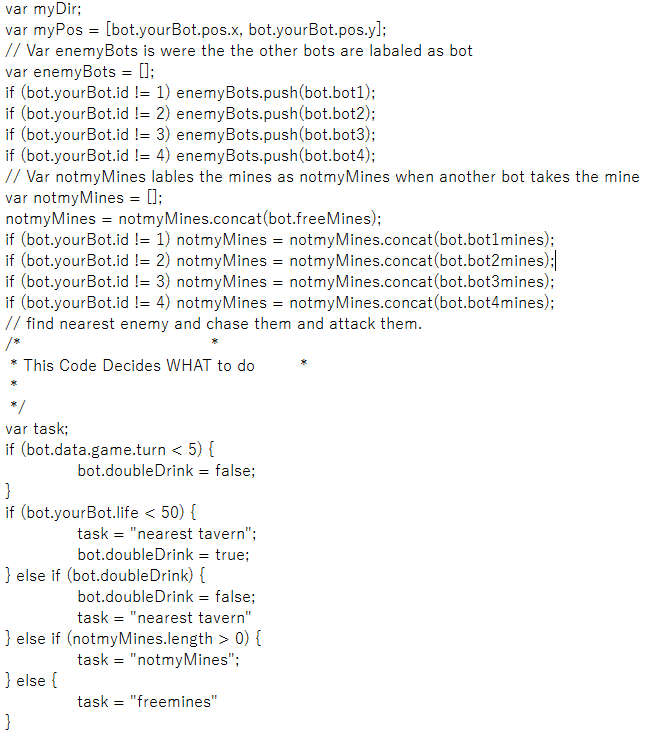 var myDir;
var myPos = [bot.yourBot.pos.x, bot.yourBot.pos.y];
// Var enemyBots is were the the other bots are labaled as bot
var enemyBots = [];
if (bot.yourBot.id != 1) enemyBots.push(bot.bot1);
if (bot.yourBot.id != 2) enemyBots.push(bot.bot2);
if (bot.yourBot.id != 3) enemyBots.push(bot.bot3);
if (bot.yourBot.id != 4) enemyBots.push(bot.bot4);
// Var notmyMines lables the mines as notmyMines when another bot takes the mine
var notmyMines = [];
notmyMines = notmyMines.concat(bot.freeMines);
if (bot.yourBot.id != 1) notmyMines = notmyMines.concat(bot.bot1mines);
if (bot.yourBot.id != 2) notmyMines = notmyMines.concat(bot.bot2mines);
if (bot.yourBot.id != 3) notmyMines = notmyMines.concat(bot.bot3mines);
if (bot.yourBot.id != 4) notmyMines = notmyMines.concat(bot.bot4mines);
// find nearest enemy and chase them and attack them.
/* *
* This Code Decides WHAT to do *
*
*/
var task;
if (bot.data.game.turn < 5) {
bot.doubleDrink = false;
}
if (bot.yourBot.life < 50) {
task = "nearest tavern";
bot.doubleDrink = true;
} else if (bot.doubleDrink) {
bot.doubleDrink = false;
task = "nearest tavern"
} else if (notmyMines.length > 0) {
task = "notmyMines";
} else {
task = "freemines"
}